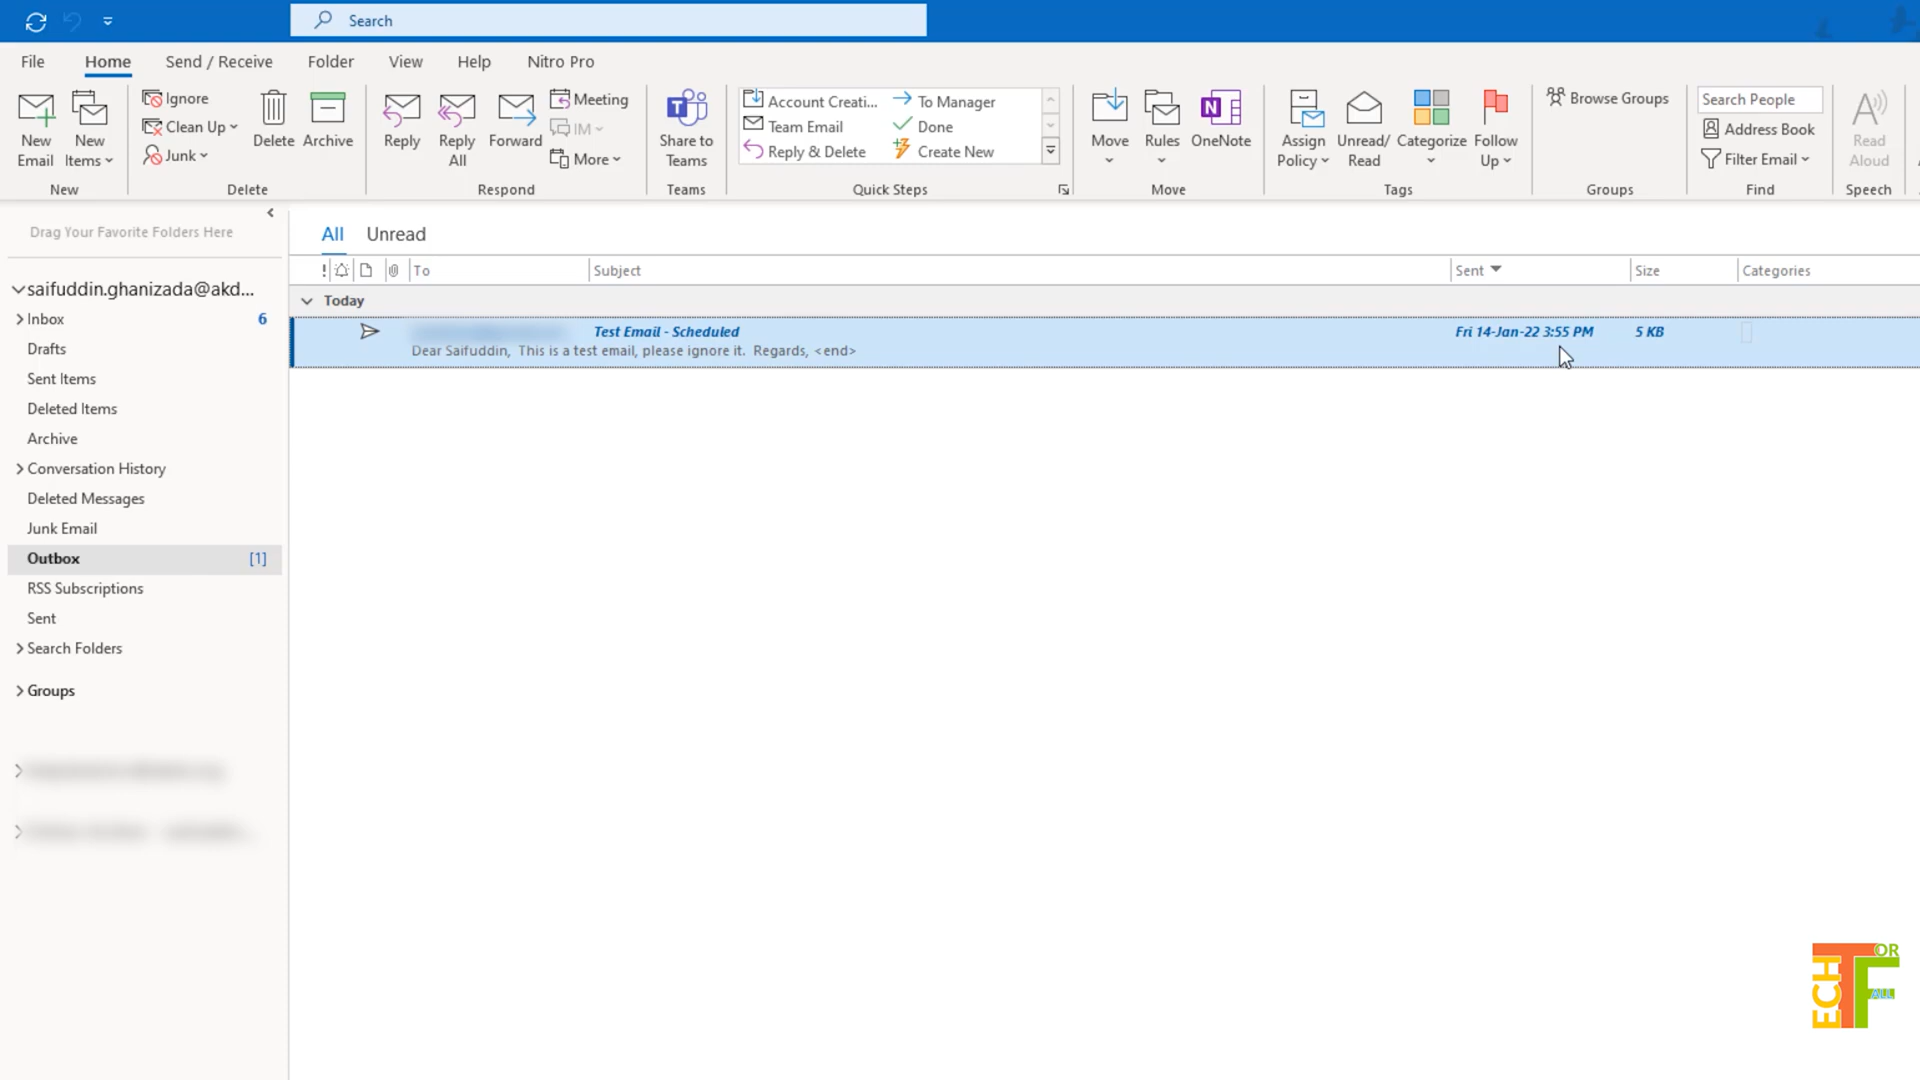 Search
File Home Send / Receive Folder View Help Nitro Pro
New Email
New Items
New
Ignore
Clean Up
Junk
Delete
Archive
Delete
Reply
Reply All
Forward
Meeting
IM
More
Respond
Share to Teams
Teams
Account Creati...
Team Email
Reply & Delete
To Manager
Done
Create New
Quick Steps
Move
Rules
OneNote
Move
Assign Policy
Unread/ Read
Categorize
Follow Up
Tags
Browse Groups
Groups
Search People
Address Book
Filter Email
Find
Read Aloud
Speech
Drag Your Favorite Folders Here
saifuddin.ghanizada@akd...
Inbox 6
Drafts
Sent Items
Deleted Items
Archive
Conversation History
Deleted Messages
Junk Email
Outbox [1]
RSS Subscriptions
Sent
Search Folders
Groups
All Unread
! To Subject Sent Size Categories
Today
Test Email - Scheduled Fri 14-Jan-22 3:55 PM 5 KB
Dear Saifuddin, This is a test email, please ignore it. Regards, <end>
TECH FOR ALL